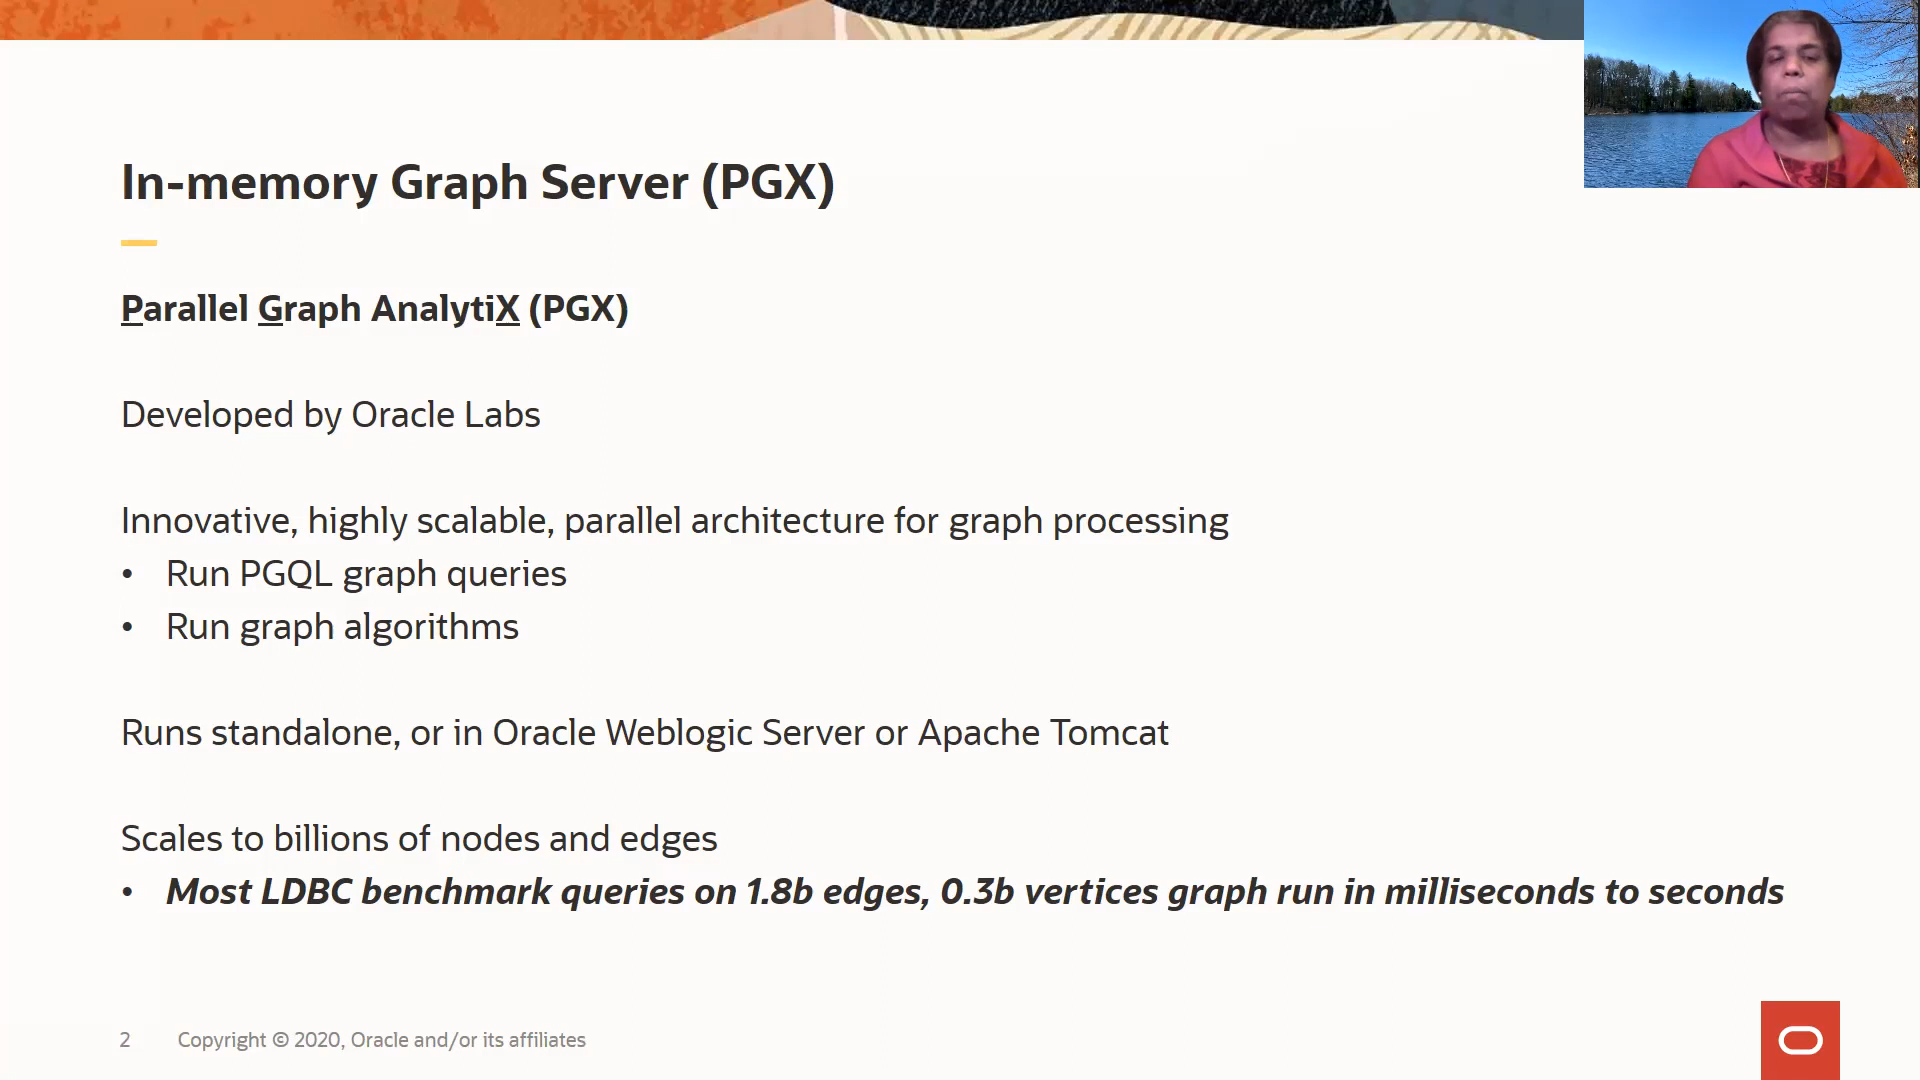 In-memory Graph Server (PGX)
Parallel Graph AnalytiX (PGX)
Developed by Oracle Labs
Innovative, highly scalable, parallel architecture for graph processing
• Run PGQL graph queries
• Run graph algorithms
Runs standalone, or in Oracle Weblogic Server or Apache Tomcat
Scales to billions of nodes and edges
• Most LDBC benchmark queries on 1.8b edges, 0.3b vertices graph run in milliseconds to seconds
2 Copyright © 2020, Oracle and/or its affiliates